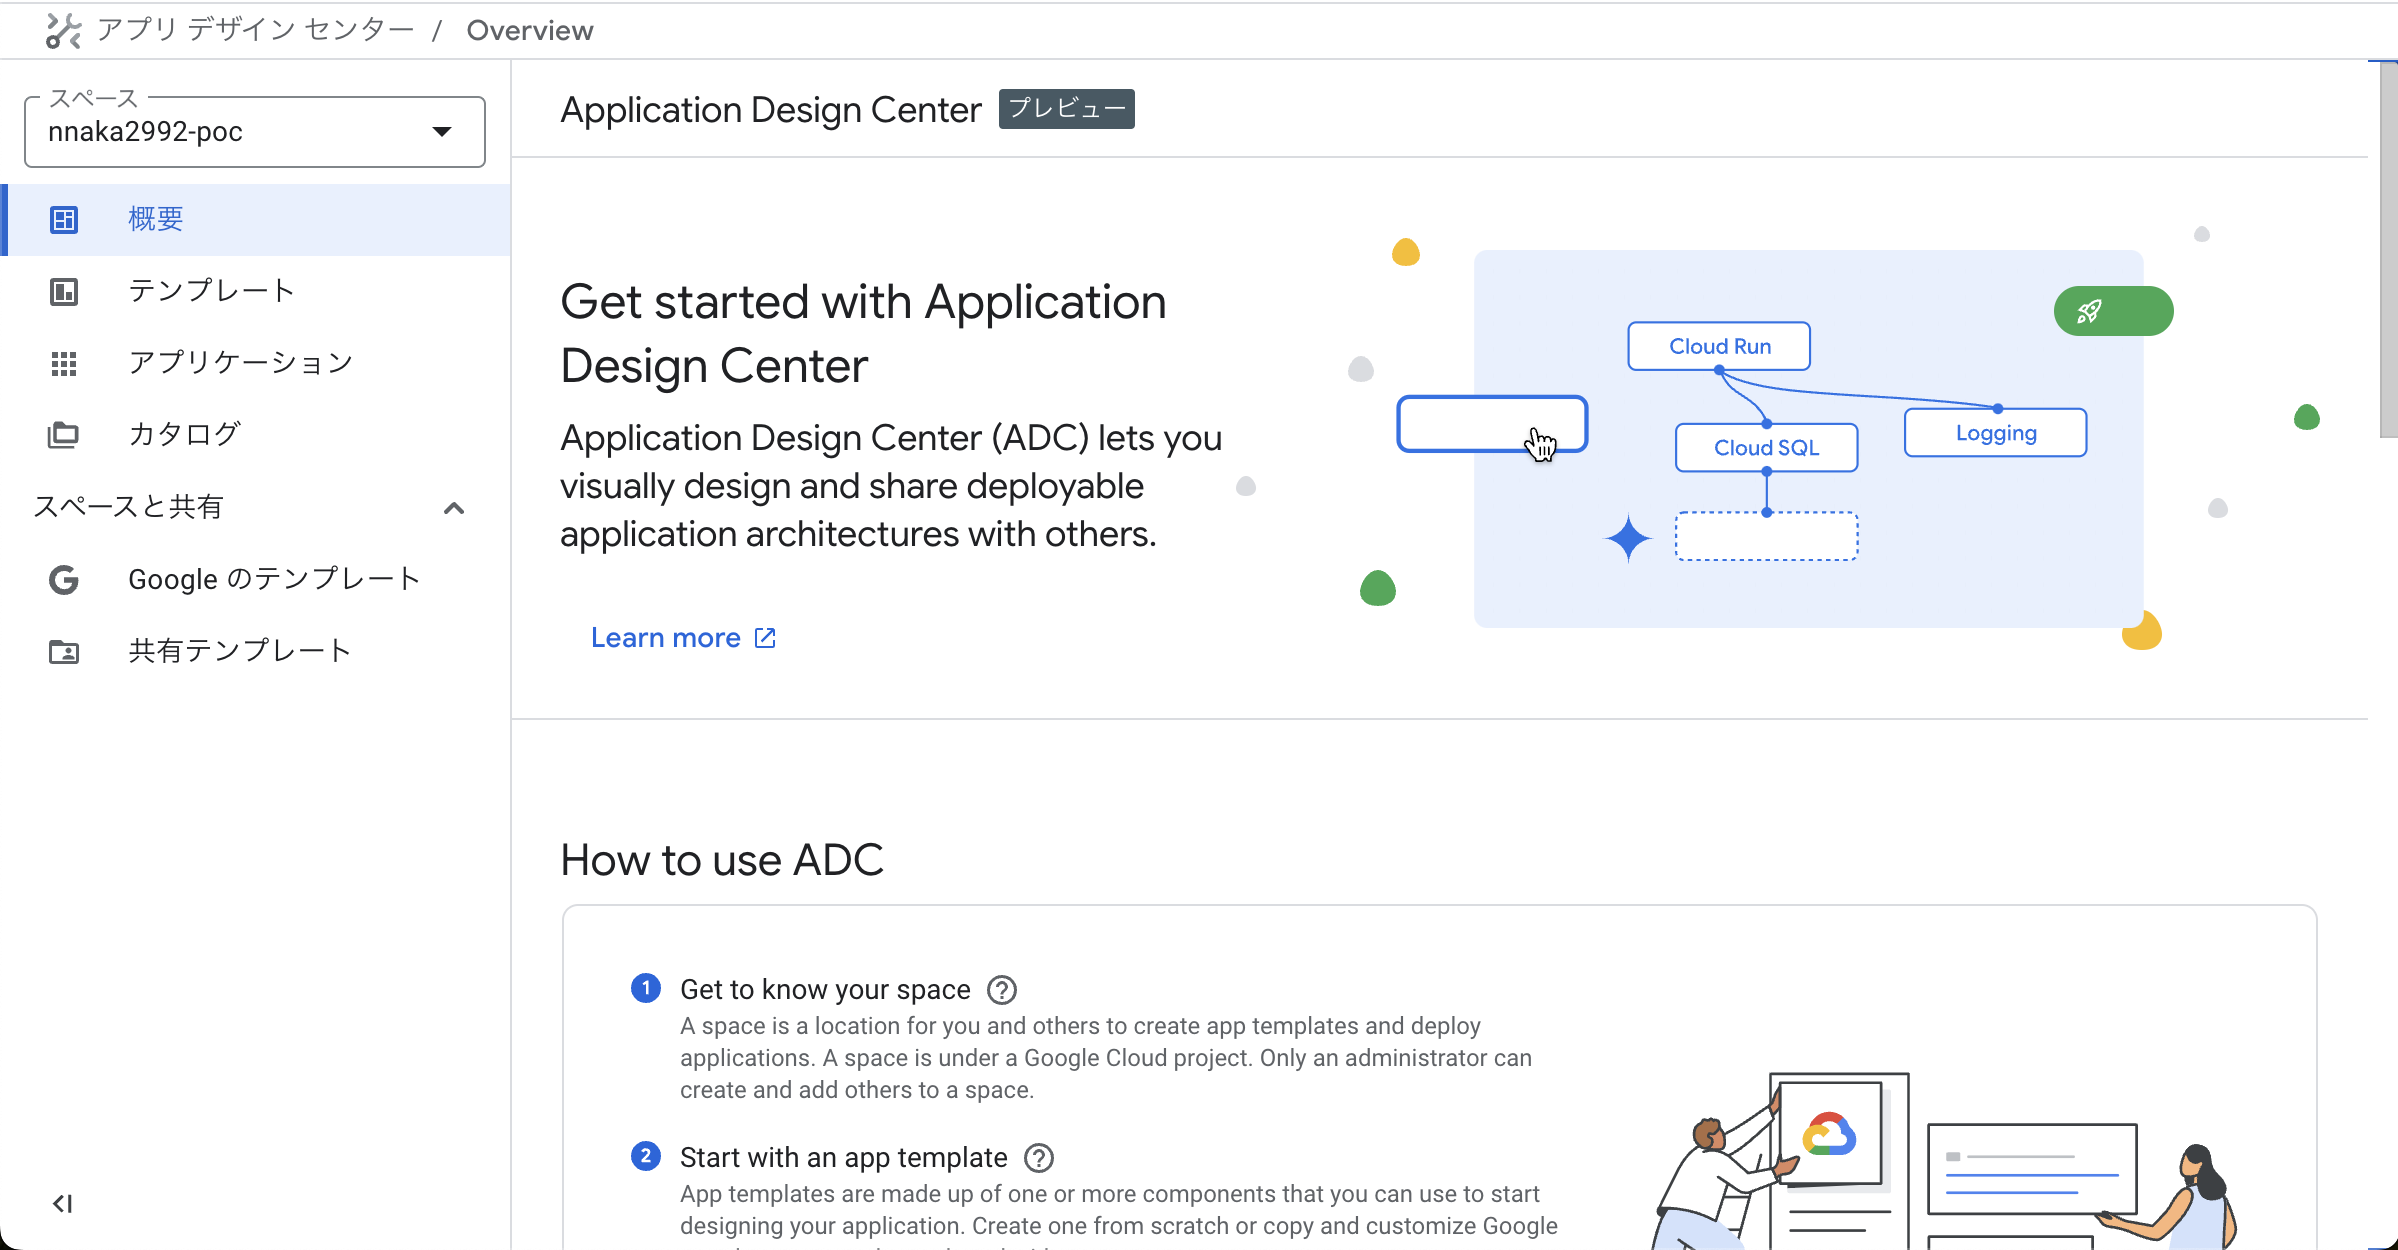 アプリ デザイン センター / Overview
スペース
nnaka2992-poc
概要
テンプレート
アプリケーション
カタログ
スペースと共有
Google のテンプレート
共有テンプレート
Application Design Center プレビュー
Get started with Application
Design Center
Application Design Center (ADC) lets you
visually design and share deployable
application architectures with others.
Learn more
Cloud Run
Cloud SQL
Logging
How to use ADC
1 Get to know your space
A space is a location for you and others to create app templates and deploy
applications. A space is under a Google Cloud project. Only an administrator can
create and add others to a space.
2 Start with an app template
App templates are made up of one or more components that you can use to start
designing your application. Create one from scratch or copy and customize Google